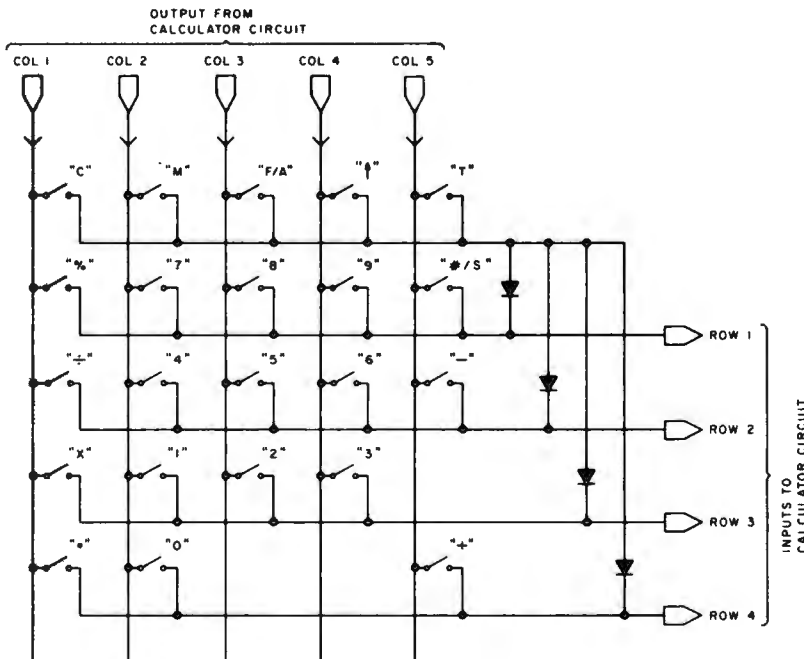 OUTPUT FROM
CALCULATOR CIRCUIT
COL 1 COL 2 COL 3 COL 4 COL 5
"C" "M" "F/A" "↑" "T"
"%" "7" "8" "9" "#/S"
ROW 1
"÷" "4" "5" "6" "—"
ROW 2
"X" "1" "2" "3"
ROW 3
"•" "0" "+"
ROW 4
INPUTS TO
CALCULATOR CIRCUIT